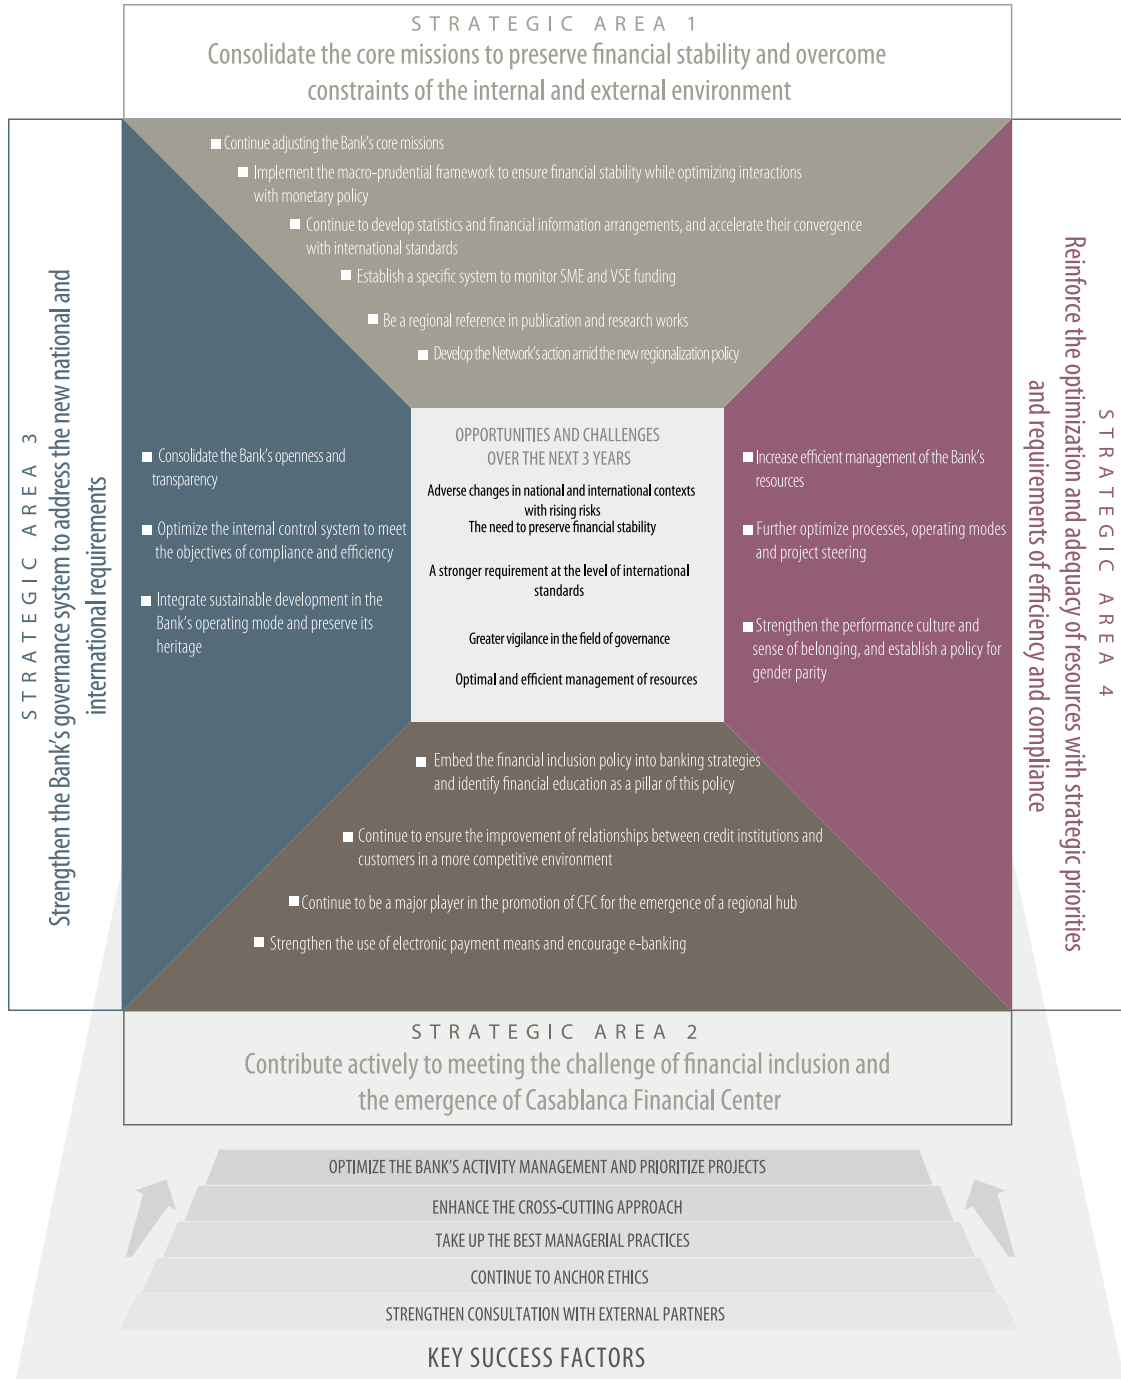 STRATEGIC AREA 1
Consolidate the core missions to preserve financial stability and overcome
constraints of the internal and external environment
Continue adjusting the Bank's core missions
Implement the macro-prudential framework to ensure financial stability while optimizing interactions
with monetary policy
Continue to develop statistics and financial information arrangements, and accelerate their convergence
with international standards
Establish a specific system to monitor SME and VSE funding
Be a regional reference in publication and research works
Develop the Network's action amid the new regionalization policy
STRATEGIC AREA 3
Strengthen the Bank's governance system to address the new national and
international requirements
Consolidate the Bank's openness and
transparency
Optimize the internal control system to meet
the objectives of compliance and efficiency
Integrate sustainable development in the
Bank's operating mode and preserve its
heritage
OPPORTUNITIES AND CHALLENGES
OVER THE NEXT 3 YEARS
Adverse changes in national and international contexts
with rising risks
The need to preserve financial stability
A stronger requirement at the level of international
standards
Greater vigilance in the field of governance
Optimal and efficient management of resources
Increase efficient management of the Bank's
resources
Further optimize processes, operating modes
and project steering
Strengthen the performance culture and
sense of belonging, and establish a policy for
gender parity
STRATEGIC AREA 4
Reinforce the optimization and adequacy of resources with strategic priorities
and requirements of efficiency and compliance
Embed the financial inclusion policy into banking strategies
and identify financial education as a pillar of this policy
Continue to ensure the improvement of relationships between credit institutions and
customers in a more competitive environment
Continue to be a major player in the promotion of CFC for the emergence of a regional hub
Strengthen the use of electronic payment means and encourage e-banking
STRATEGIC AREA 2
Contribute actively to meeting the challenge of financial inclusion and
the emergence of Casablanca Financial Center
OPTIMIZE THE BANK'S ACTIVITY MANAGEMENT AND PRIORITIZE PROJECTS
ENHANCE THE CROSS-CUTTING APPROACH
TAKE UP THE BEST MANAGERIAL PRACTICES
CONTINUE TO ANCHOR ETHICS
STRENGTHEN CONSULTATION WITH EXTERNAL PARTNERS
KEY SUCCESS FACTORS